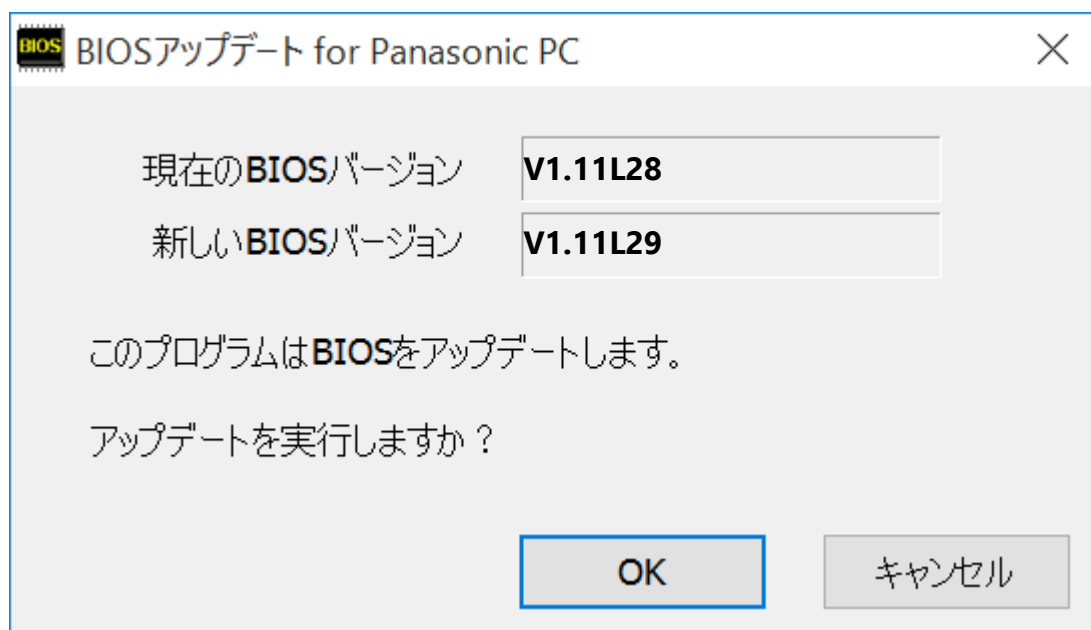 BIOS
BIOSアップデート for Panasonic PC
現在のBIOSバージョン V1.11L28
新しいBIOSバージョン V1.11L29
このプログラムはBIOSをアップデートします。
アップデートを実行しますか？
OK キャンセル